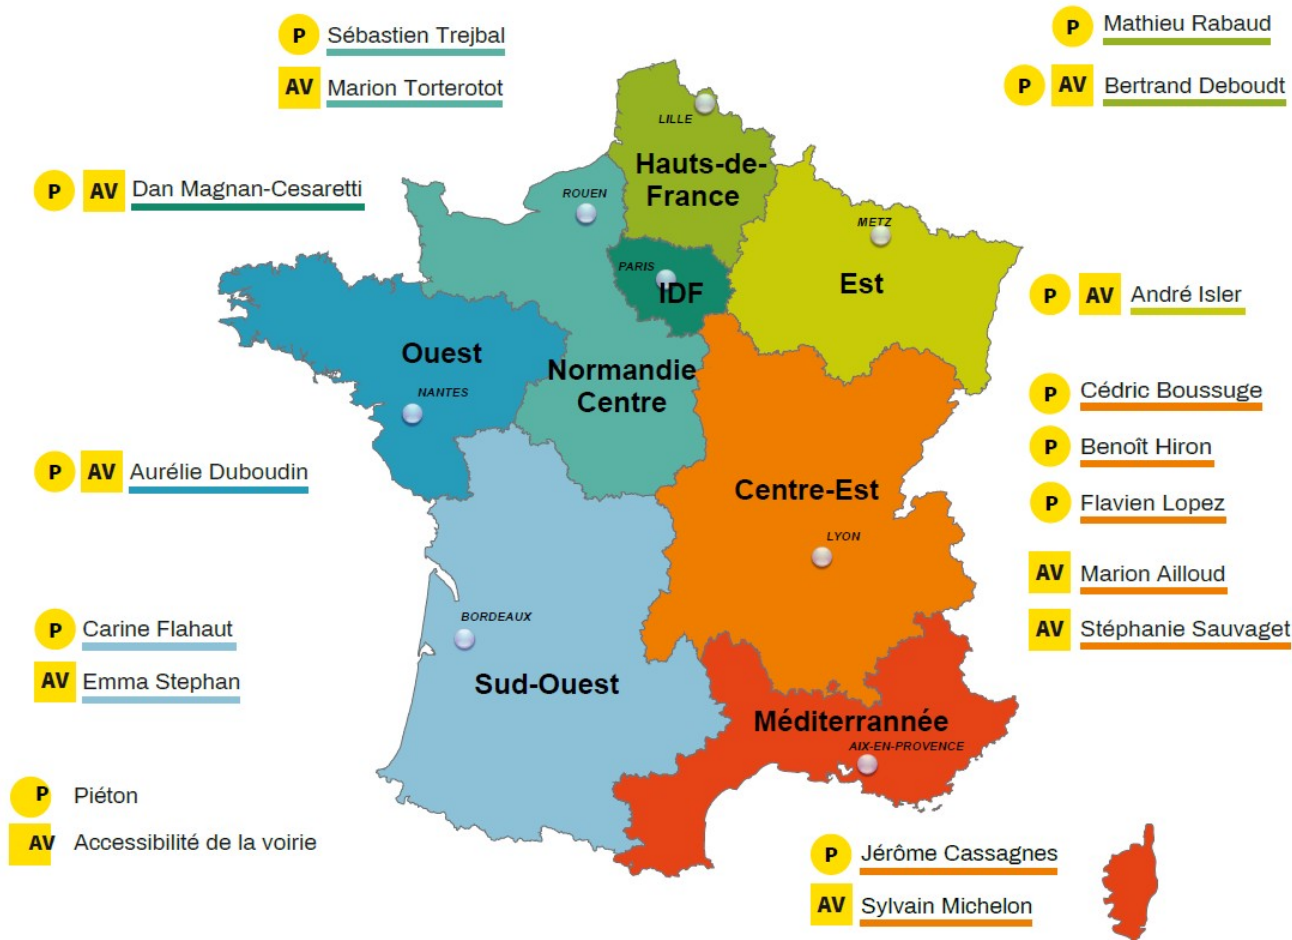 P Sébastien Trejbal
AV Marion Torterotot
P Mathieu Rabaud
P AV Bertrand Deboudt
LILLE
Hauts-de-
France
P AV Dan Magnan-Cesaretti
ROUEN
METZ
PARIS
IDF
Est
P AV André Isler
Ouest
NANTES
Normandie
Centre
P Cédric Boussuge
P Benoît Hiron
P AV Aurélie Duboudin
Centre-Est
P Flavien Lopez
LYON
AV Marion Ailloud
BORDEAUX
P Carine Flahaut
AV Stéphanie Sauvaget
AV Emma Stephan
Sud-Ouest
Méditerrannée
AIX-EN-PROVENCE
P Piéton
AV Accessibilité de la voirie
P Jérôme Cassagnes
AV Sylvain Michelon